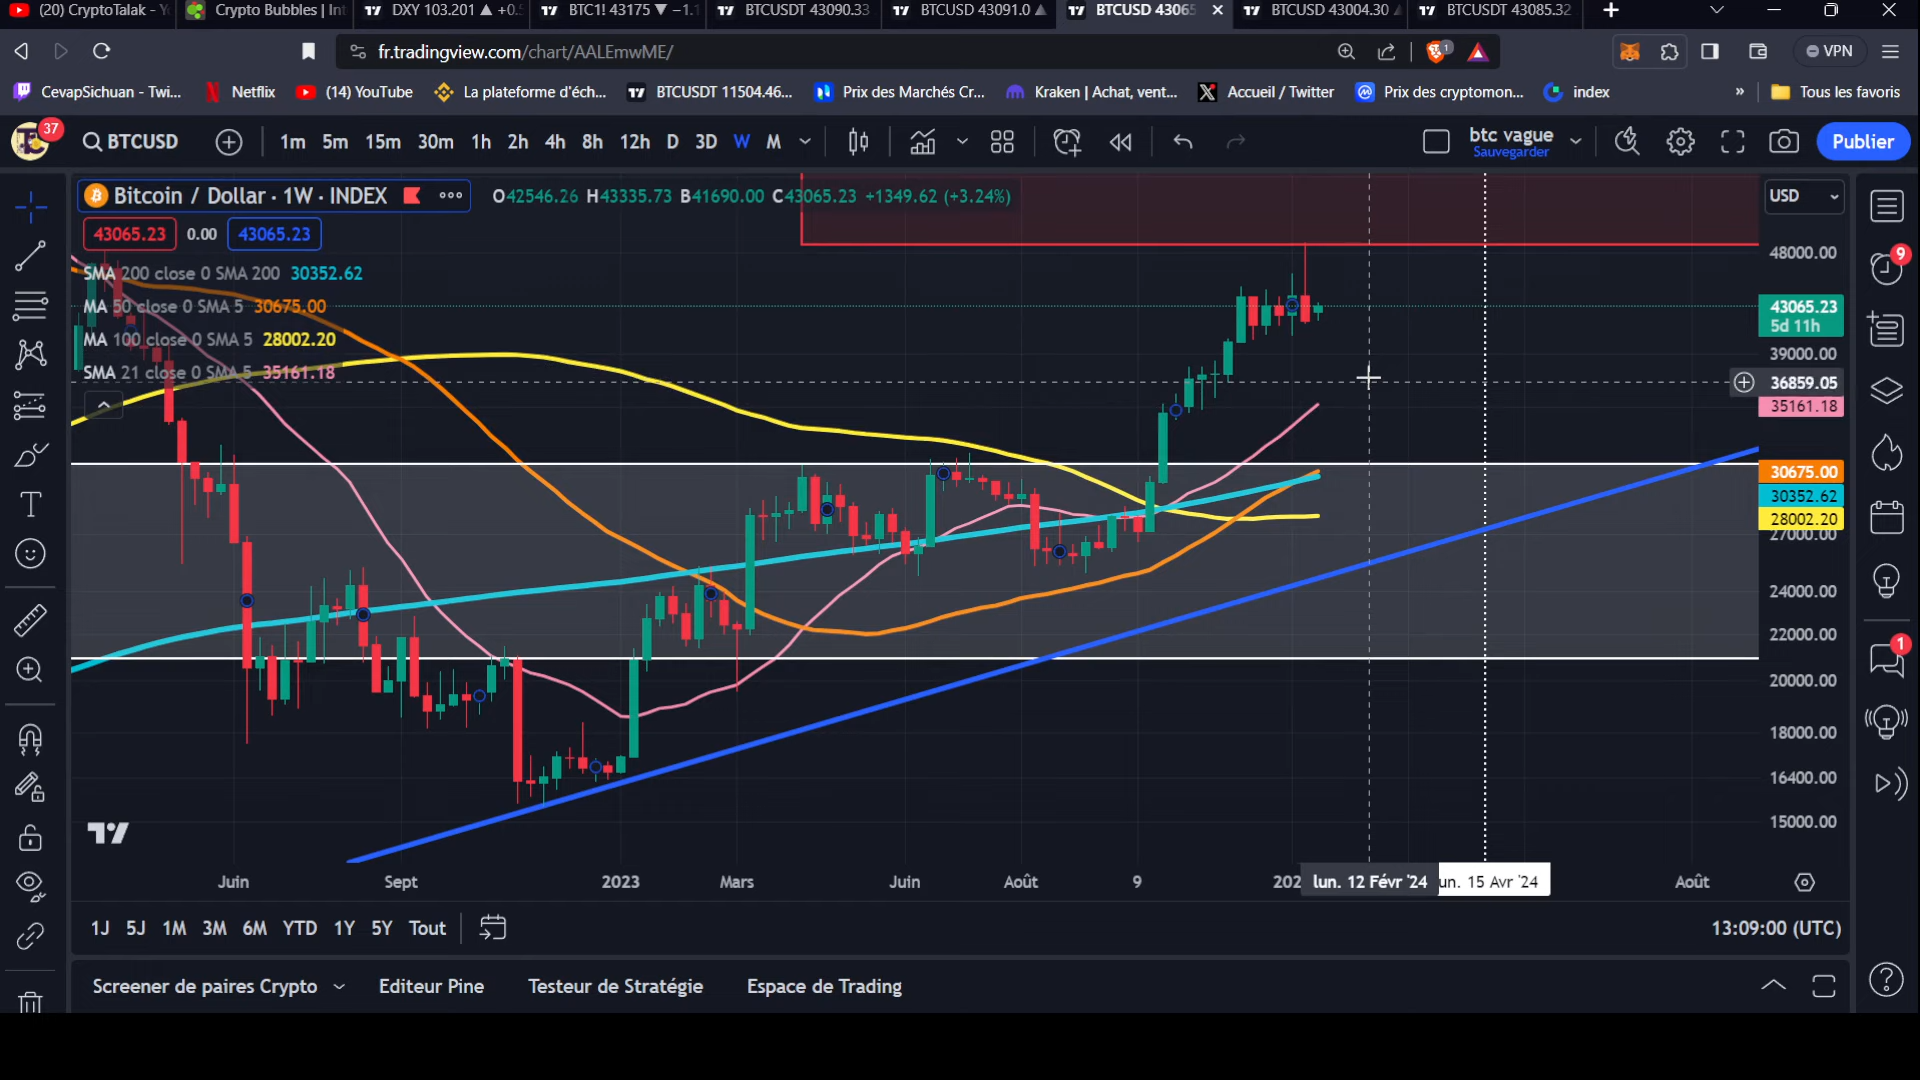 (20) CryptoTalak - Y
Crypto Bubbles | Int
DXY 103.201 ▲ +0.
BTC1! 43175 ▼ −1.1
BTCUSDT 43090.33
BTCUSD 43091.0 ▲
BTCUSD 43065
BTCUSD 43004.30
BTCUSDT 43085.32
fr.tradingview.com/chart/AALEmwME/
1
VPN
CevapSichuan - Twi...
Netflix
(14) YouTube
La plateforme d'éch...
BTCUSDT 11504.46...
Prix des Marchés Cr...
Kraken | Achat, vent...
Accueil / Twitter
Prix des cryptomon...
index
»
Tous les favoris
37
BTCUSD
1m 5m 15m 30m 1h 2h 4h 8h 12h D 3D W M
btc vague
Sauvegarder
Publier
Bitcoin / Dollar · 1W · INDEX
O42546.26 H43335.73 B41690.00 C43065.23 +1349.62 (+3.24%)
USD
43065.23 0.00 43065.23
SMA 200 close 0 SMA 200 30352.62
MA 50 close 0 SMA 5 30675.00
MA 100 close 0 SMA 5 28002.20
SMA 21 close 0 SMA 5 35161.18
48000.00
43065.23
5d 11h
39000.00
36859.05
35161.18
30675.00
30352.62
28002.20
27000.00
24000.00
22000.00
20000.00
18000.00
16400.00
15000.00
9
1
Juin Sept 2023 Mars Juin Août 9 202 lun. 12 Févr '24 un. 15 Avr '24 Août
1J 5J 1M 3M 6M YTD 1Y 5Y Tout
13:09:00 (UTC)
Screener de paires Crypto
Editeur Pine
Testeur de Stratégie
Espace de Trading